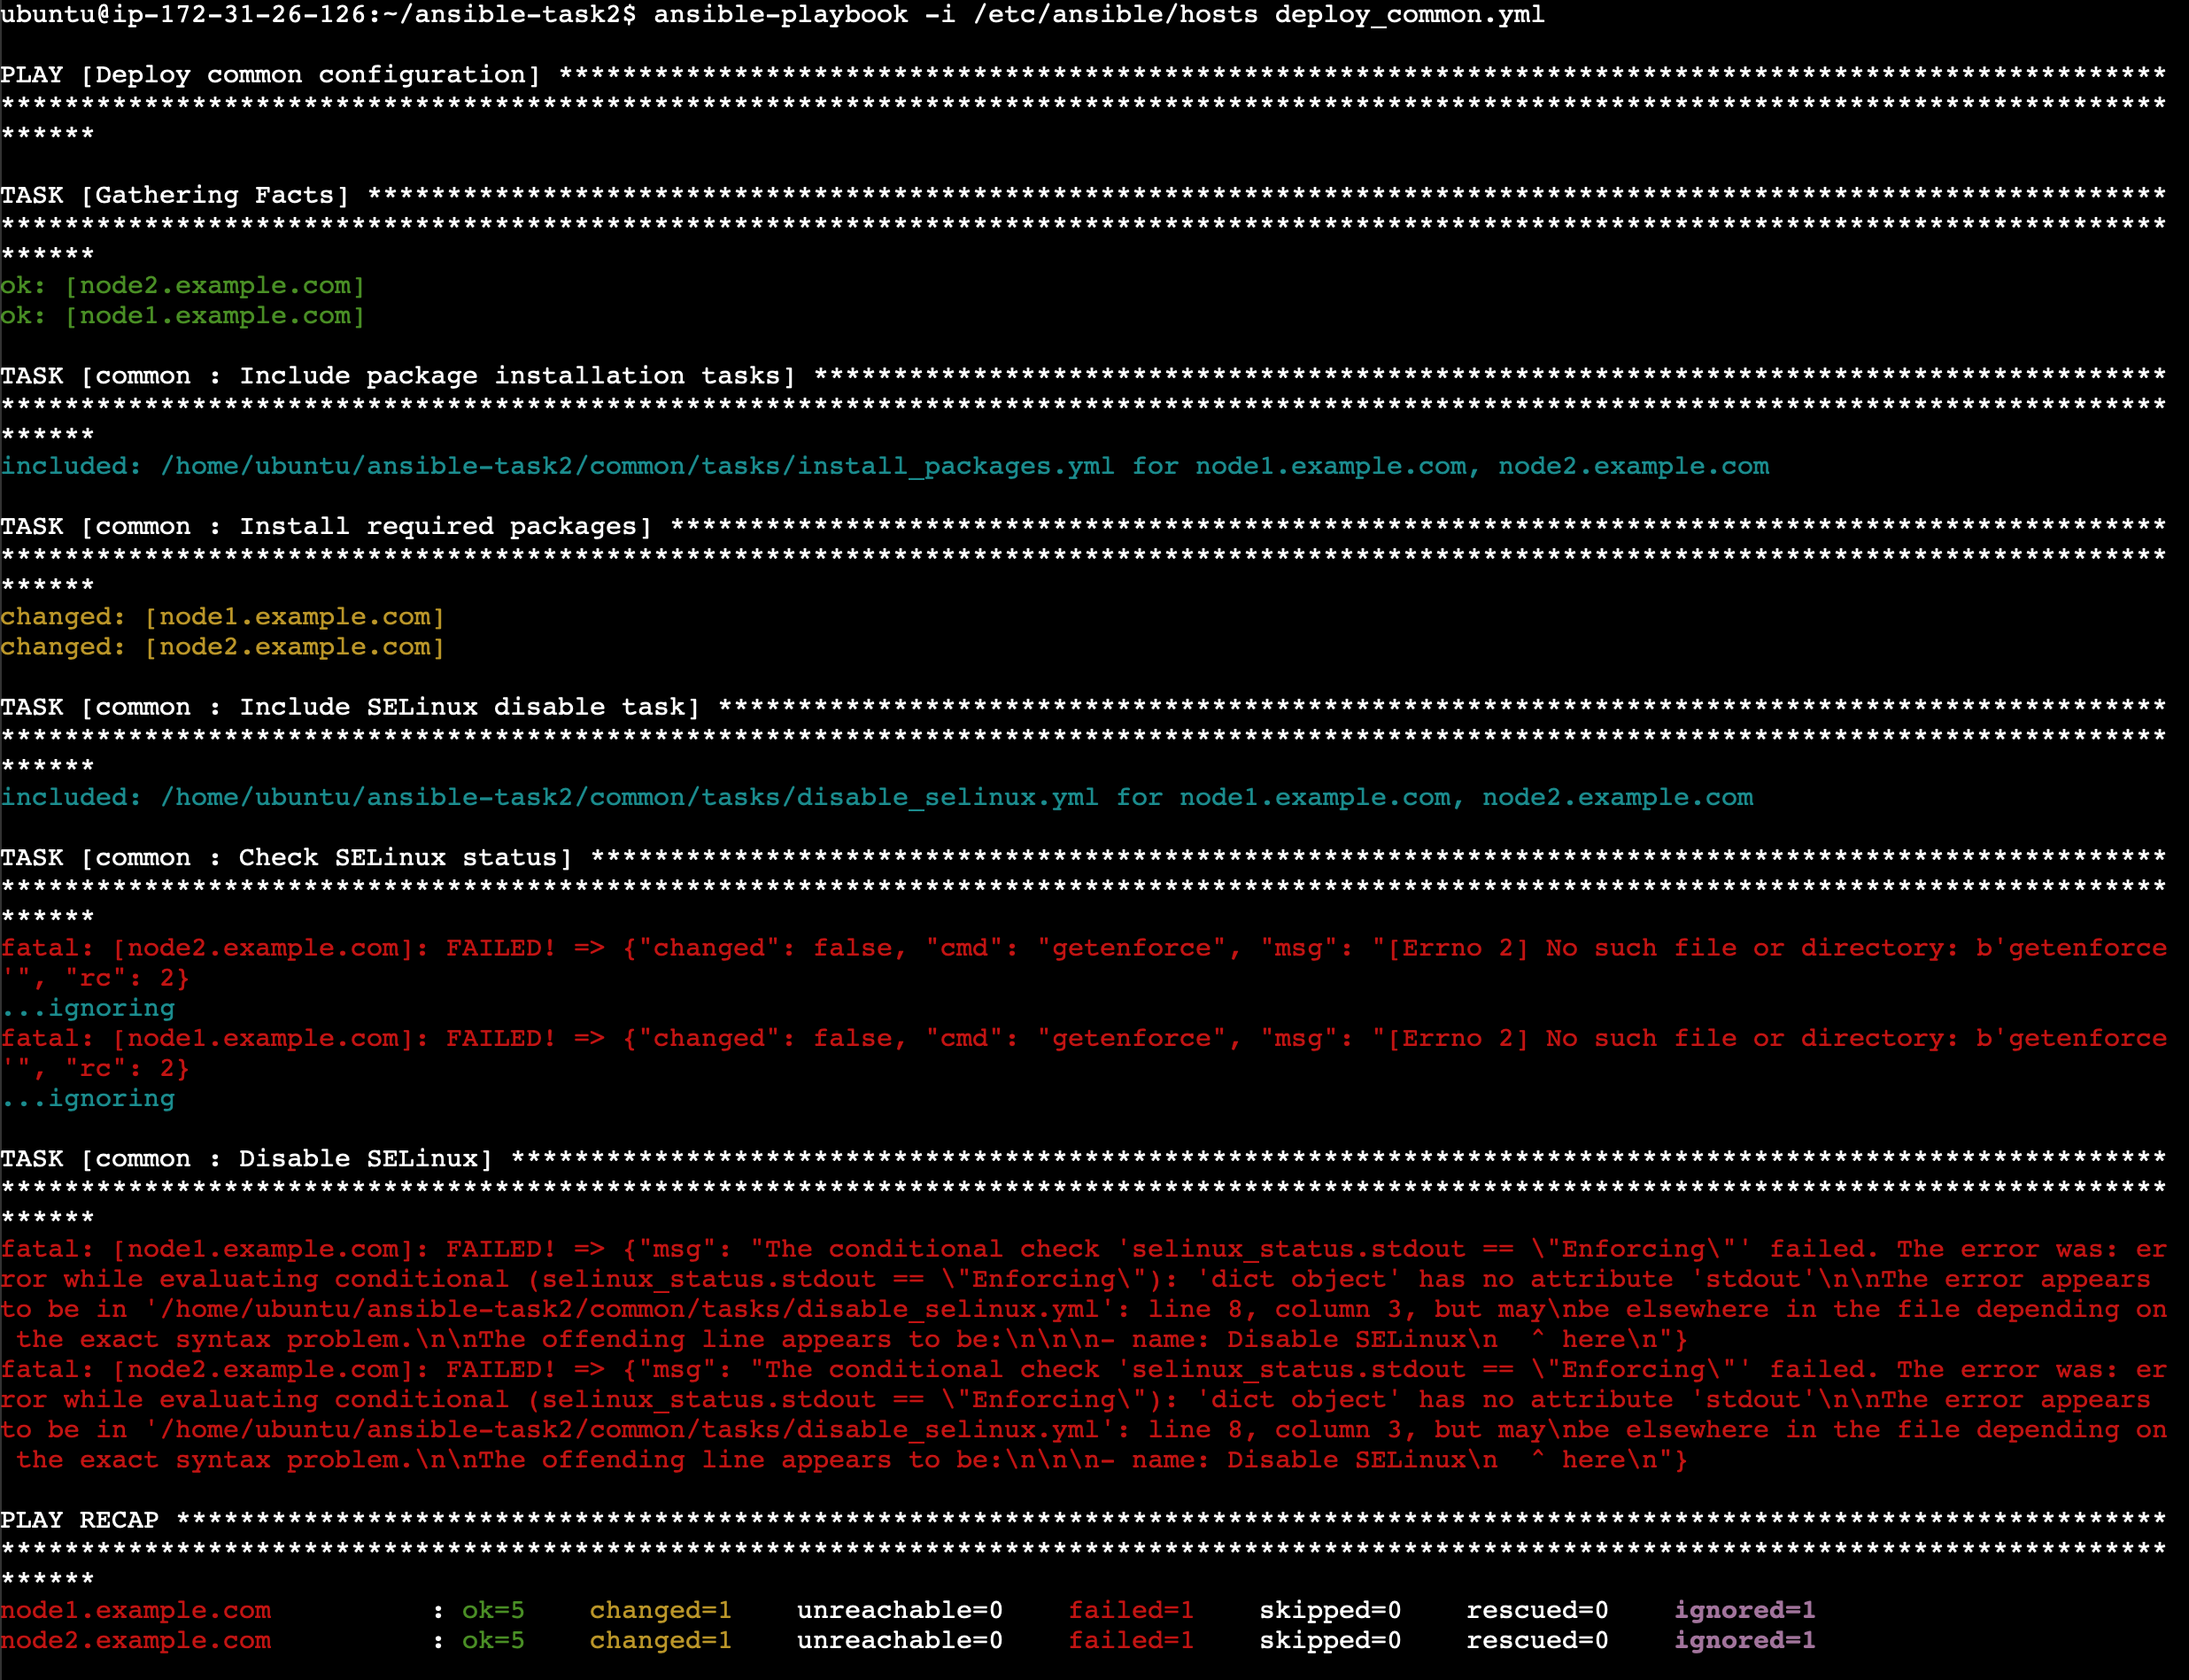 ubuntu@ip-172-31-26-126:~/ansible-task2$ ansible-playbook -i /etc/ansible/hosts deploy_common.yml
PLAY [Deploy common configuration] *****************************************************************************************************
****************************************************************************************************************************************
******
TASK [Gathering Facts] *****************************************************************************************************************
****************************************************************************************************************************************
******
ok: [node2.example.com]
ok: [node1.example.com]
TASK [common : Include package installation tasks] *************************************************************************************
****************************************************************************************************************************************
******
included: /home/ubuntu/ansible-task2/common/tasks/install_packages.yml for node1.example.com, node2.example.com
TASK [common : Install required packages] **********************************************************************************************
****************************************************************************************************************************************
******
changed: [node1.example.com]
changed: [node2.example.com]
TASK [common : Include SELinux disable task] *******************************************************************************************
****************************************************************************************************************************************
******
included: /home/ubuntu/ansible-task2/common/tasks/disable_selinux.yml for node1.example.com, node2.example.com
TASK [common : Check SELinux status] ***************************************************************************************************
****************************************************************************************************************************************
******
fatal: [node2.example.com]: FAILED! => {"changed": false, "cmd": "getenforce", "msg": "[Errno 2] No such file or directory: b'getenforce
'", "rc": 2}
...ignoring
fatal: [node1.example.com]: FAILED! => {"changed": false, "cmd": "getenforce", "msg": "[Errno 2] No such file or directory: b'getenforce
'", "rc": 2}
...ignoring
TASK [common : Disable SELinux] ********************************************************************************************************
****************************************************************************************************************************************
******
fatal: [node1.example.com]: FAILED! => {"msg": "The conditional check 'selinux_status.stdout == \"Enforcing\"' failed. The error was: er
ror while evaluating conditional (selinux_status.stdout == \"Enforcing\"): 'dict object' has no attribute 'stdout'\n\nThe error appears
to be in '/home/ubuntu/ansible-task2/common/tasks/disable_selinux.yml': line 8, column 3, but may\nbe elsewhere in the file depending on
 the exact syntax problem.\n\nThe offending line appears to be:\n\n\n- name: Disable SELinux\n  ^ here\n"}
fatal: [node2.example.com]: FAILED! => {"msg": "The conditional check 'selinux_status.stdout == \"Enforcing\"' failed. The error was: er
ror while evaluating conditional (selinux_status.stdout == \"Enforcing\"): 'dict object' has no attribute 'stdout'\n\nThe error appears
to be in '/home/ubuntu/ansible-task2/common/tasks/disable_selinux.yml': line 8, column 3, but may\nbe elsewhere in the file depending on
 the exact syntax problem.\n\nThe offending line appears to be:\n\n\n- name: Disable SELinux\n  ^ here\n"}
PLAY RECAP *****************************************************************************************************************************
****************************************************************************************************************************************
******
node1.example.com          : ok=5    changed=1    unreachable=0    failed=1    skipped=0    rescued=0    ignored=1
node2.example.com          : ok=5    changed=1    unreachable=0    failed=1    skipped=0    rescued=0    ignored=1